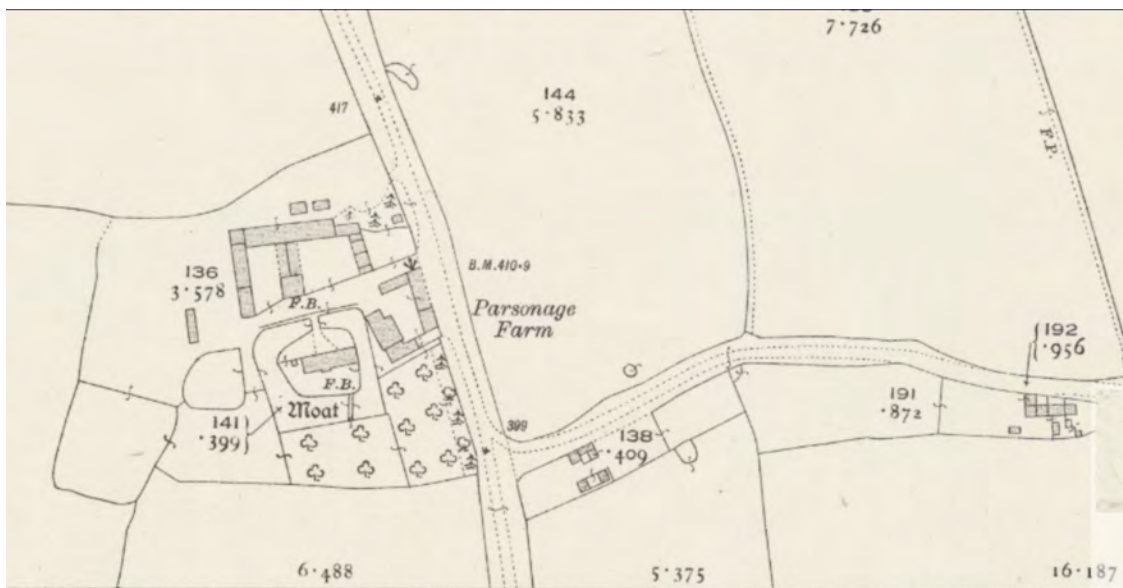 7·726
144
5·833
417
F.P.
B.M.410·9
136
3·578
F.B.
Parsonage
Farm
192
·956
F.B.
Moat
141
·399
399
138
·409
191
·872
6·488
5·375
16·187